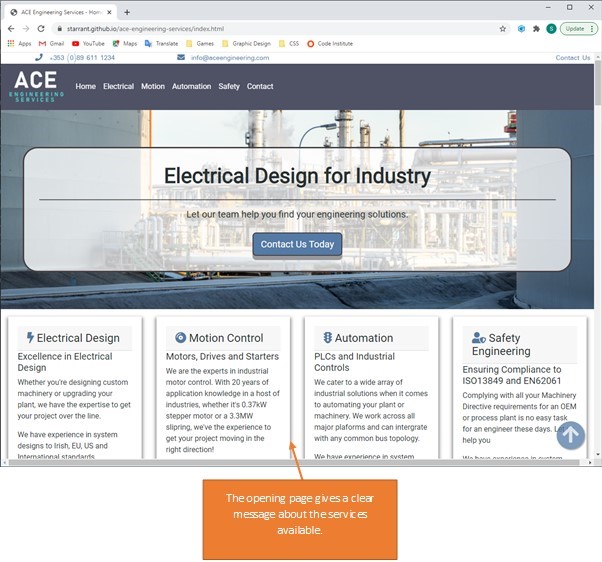 ACE Engineering Services - Hom
starrant.github.io/ace-engineering-services/index.html
Update
Apps Gmail YouTube Maps Translate Games Graphic Design CSS Code Institute
+353 (0)89 611 1234 info@aceengineering.com Contact Us
ACE
ENGINEERING
SERVICES
Home Electrical Motion Automation Safety Contact
Electrical Design for Industry
Let our team help you find your engineering solutions.
Contact Us Today
Electrical Design
Excellence in Electrical
Design
Whether you're designing custom
machinery or upgrading your
plant, we have the expertise to get
your project over the line.
We have experience in system
designs to Irish, EU, US and
International standards
Motion Control
Motors, Drives and Starters
We are the experts in industrial
motor control. With 20 years of
application knowledge in a host of
industries, whether it's 0.37kW
stepper motor or a 3.3MW
slipring, we've the experience to
get your project moving in the
right direction!
Automation
PLCs and Industrial
Controls
We cater to a wide array of
industrial solutions when it comes
to automating your plant or
machinery. We work across all
major plaforms and can intergrate
with any common bus topology.
We have experience in system
Safety
Engineering
Ensuring Compliance to
ISO13849 and EN62061
Complying with all your Machinery
Directive requirements for an OEM
or process plant is no easy task
for an engineer these days. L
help you
We have experience in system
The opening page gives a clear
message about the services
available.